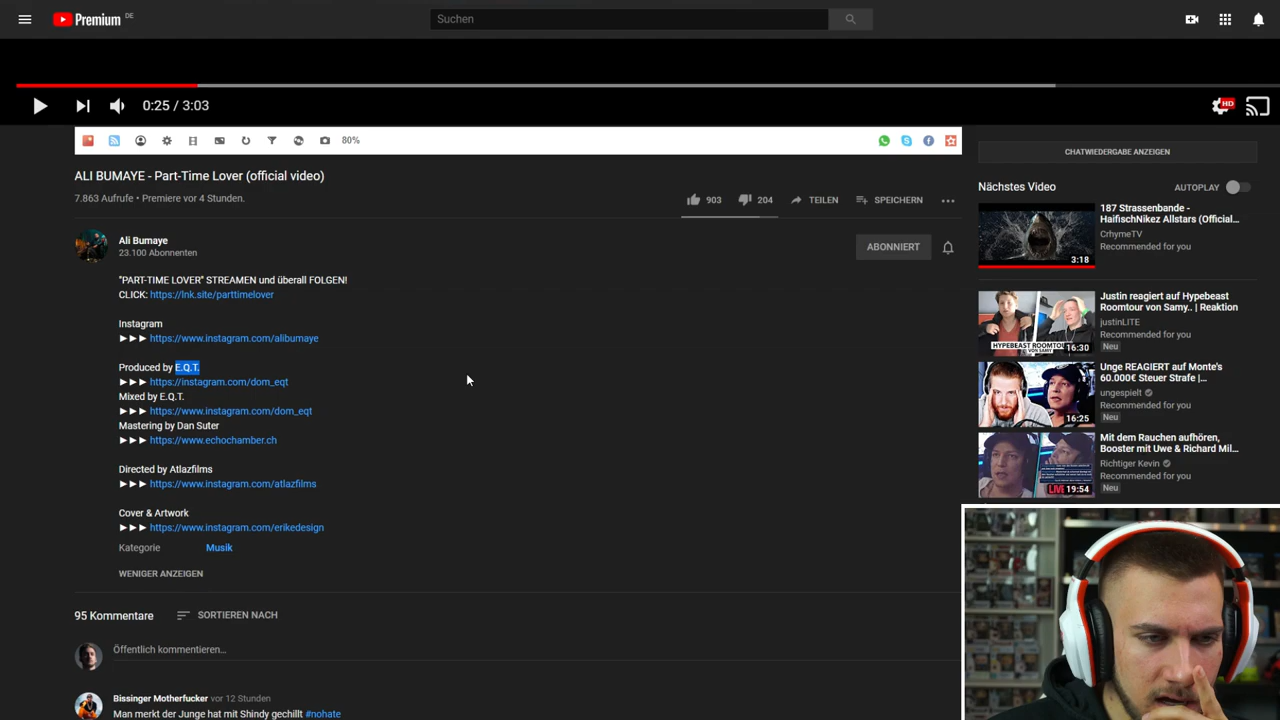 Premium DE
Suchen
0:25 / 3:03
HD
80%
CHATWIEDERGABE ANZEIGEN
ALI BUMAYE - Part-Time Lover (official video)
7.863 Aufrufe • Premiere vor 4 Stunden.
903
204
TEILEN
SPEICHERN
Nächstes Video
AUTOPLAY
Ali Bumaye
23.100 Abonnenten
ABONNIERT
"PART-TIME LOVER" STREAMEN und überall FOLGEN!
CLICK: https://lnk.site/parttimelover
Instagram
►►► https://www.instagram.com/alibumaye
Produced by E.Q.T.
►►► https://instagram.com/dom_eqt
Mixed by E.Q.T.
►►► https://www.instagram.com/dom_eqt
Mastering by Dan Suter
►►► https://www.echochamber.ch
Directed by Atlazfilms
►►► https://www.instagram.com/atlazfilms
Cover & Artwork
►►► https://www.instagram.com/erikedesign
Kategorie Musik
WENIGER ANZEIGEN
95 Kommentare
SORTIEREN NACH
Öffentlich kommentieren...
Bissinger Motherfucker vor 12 Stunden
Man merkt der Junge hat mit Shindy gechillt #nohate
187 Strassenbande -
HaifischNikez Allstars (Official...
CrhymeTV
Recommended for you
3:18
Justin reagiert auf Hypebeast
Roomtour von Samy.. | Reaktion
justinLITE
Recommended for you
Neu
HYPEBEAST ROOMTOU
VON SAMY
16:30
Unge REAGIERT auf Monte's
60.000€ Steuer Strafe |...
ungespielt
Recommended for you
Neu
16:25
Mit dem Rauchen aufhören,
Booster mit Uwe & Richard Mil...
Richtiger Kevin
Recommended for you
Neu
LIVE 19:54